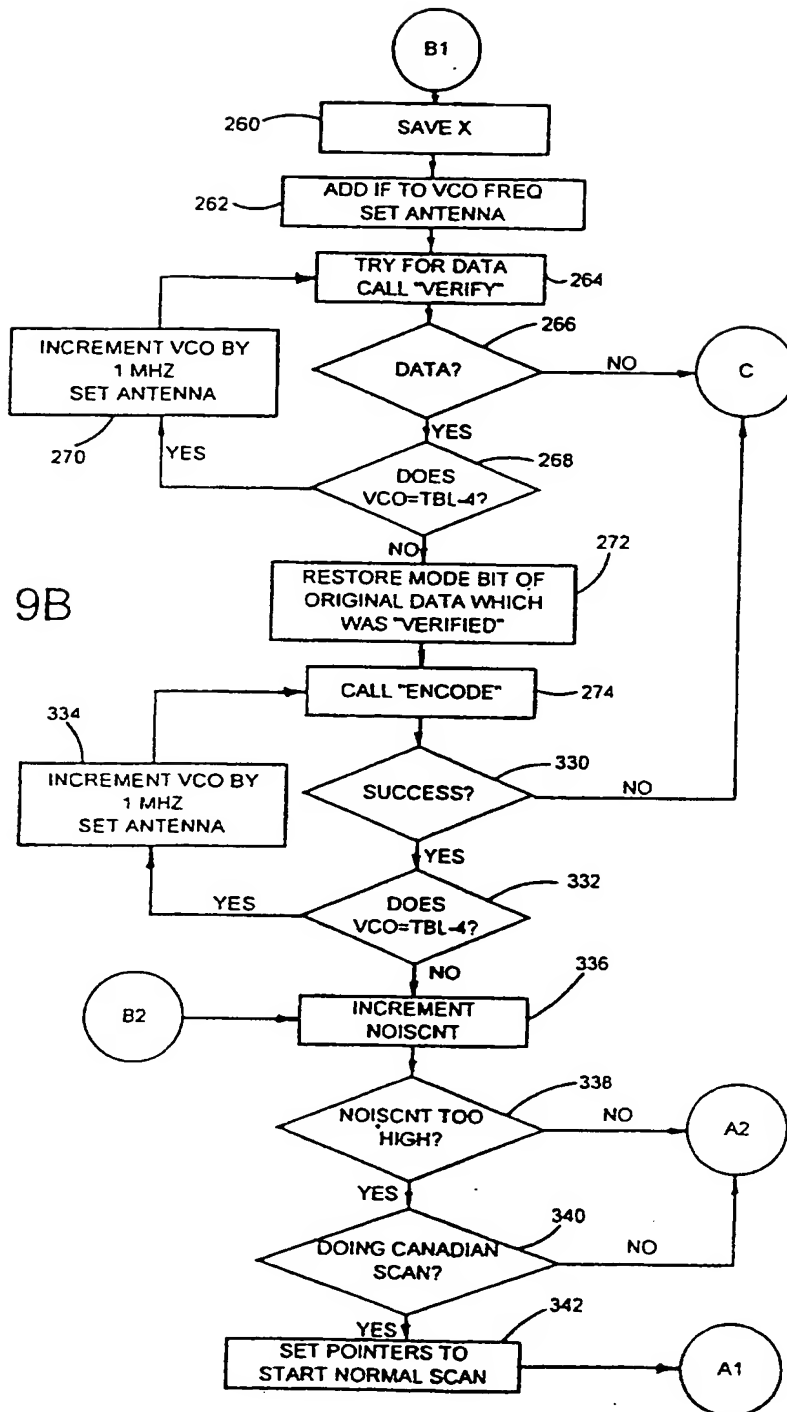 B1
260
SAVE X
262
ADD IF TO VCO FREQ
SET ANTENNA
TRY FOR DATA
CALL "VERIFY"
264
INCREMENT VCO BY
1 MHZ
SET ANTENNA
270
266
DATA?
NO
C
YES
YES
268
DOES
VCO=TBL-4?
NO
272
RESTORE MODE BIT OF
ORIGINAL DATA WHICH
WAS "VERIFIED"
9B
CALL "ENCODE"
274
334
INCREMENT VCO BY
1 MHZ
SET ANTENNA
330
SUCCESS?
NO
YES
332
YES
DOES
VCO=TBL-4?
NO
336
B2
INCREMENT
NOISCNT
338
NOISCNT TOO
HIGH?
NO
A2
YES
340
DOING CANADIAN
SCAN?
NO
342
YES
SET POINTERS TO
START NORMAL SCAN
A1